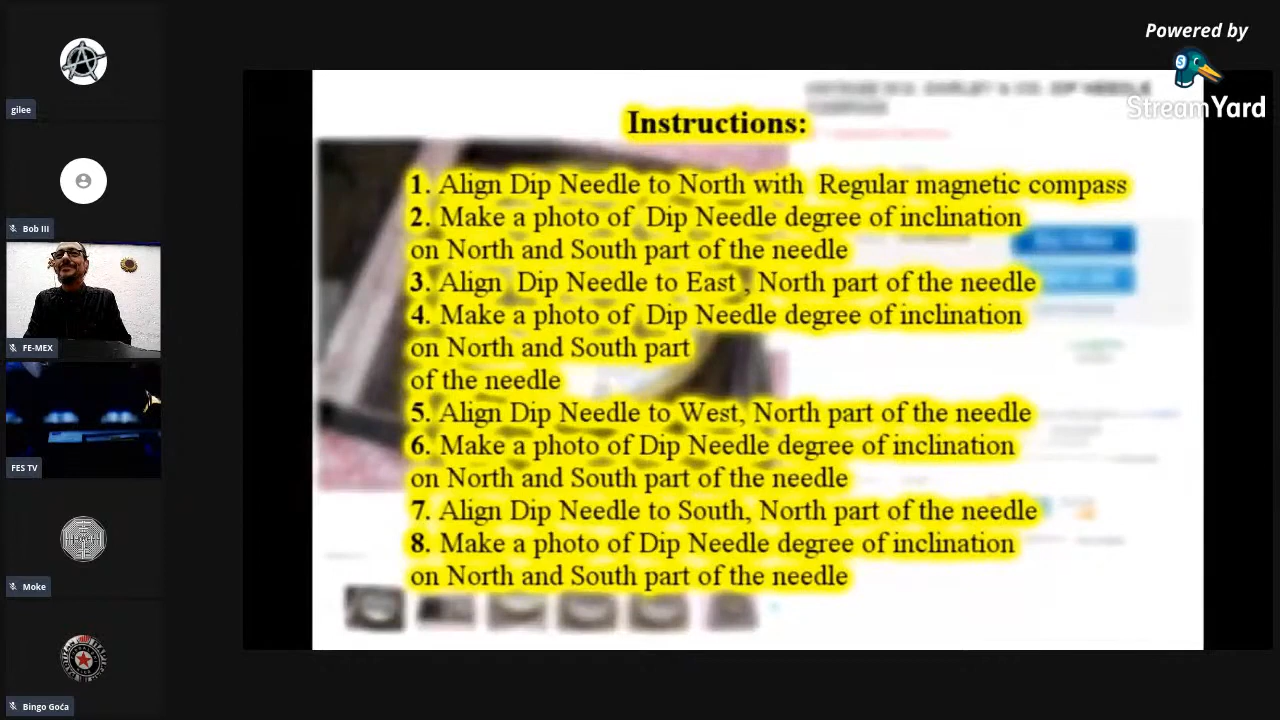 Powered by
StreamYard
gilee
Bob III
FE-MEX
FES TV
Moke
Bingo Goća
Instructions:
1. Align Dip Needle to North with Regular magnetic compass
2. Make a photo of Dip Needle degree of inclination
on North and South part of the needle
3. Align Dip Needle to East , North part of the needle
4. Make a photo of Dip Needle degree of inclination
on North and South part
of the needle
5. Align Dip Needle to West, North part of the needle
6. Make a photo of Dip Needle degree of inclination
on North and South part of the needle
7. Align Dip Needle to South, North part of the needle
8. Make a photo of Dip Needle degree of inclination
on North and South part of the needle